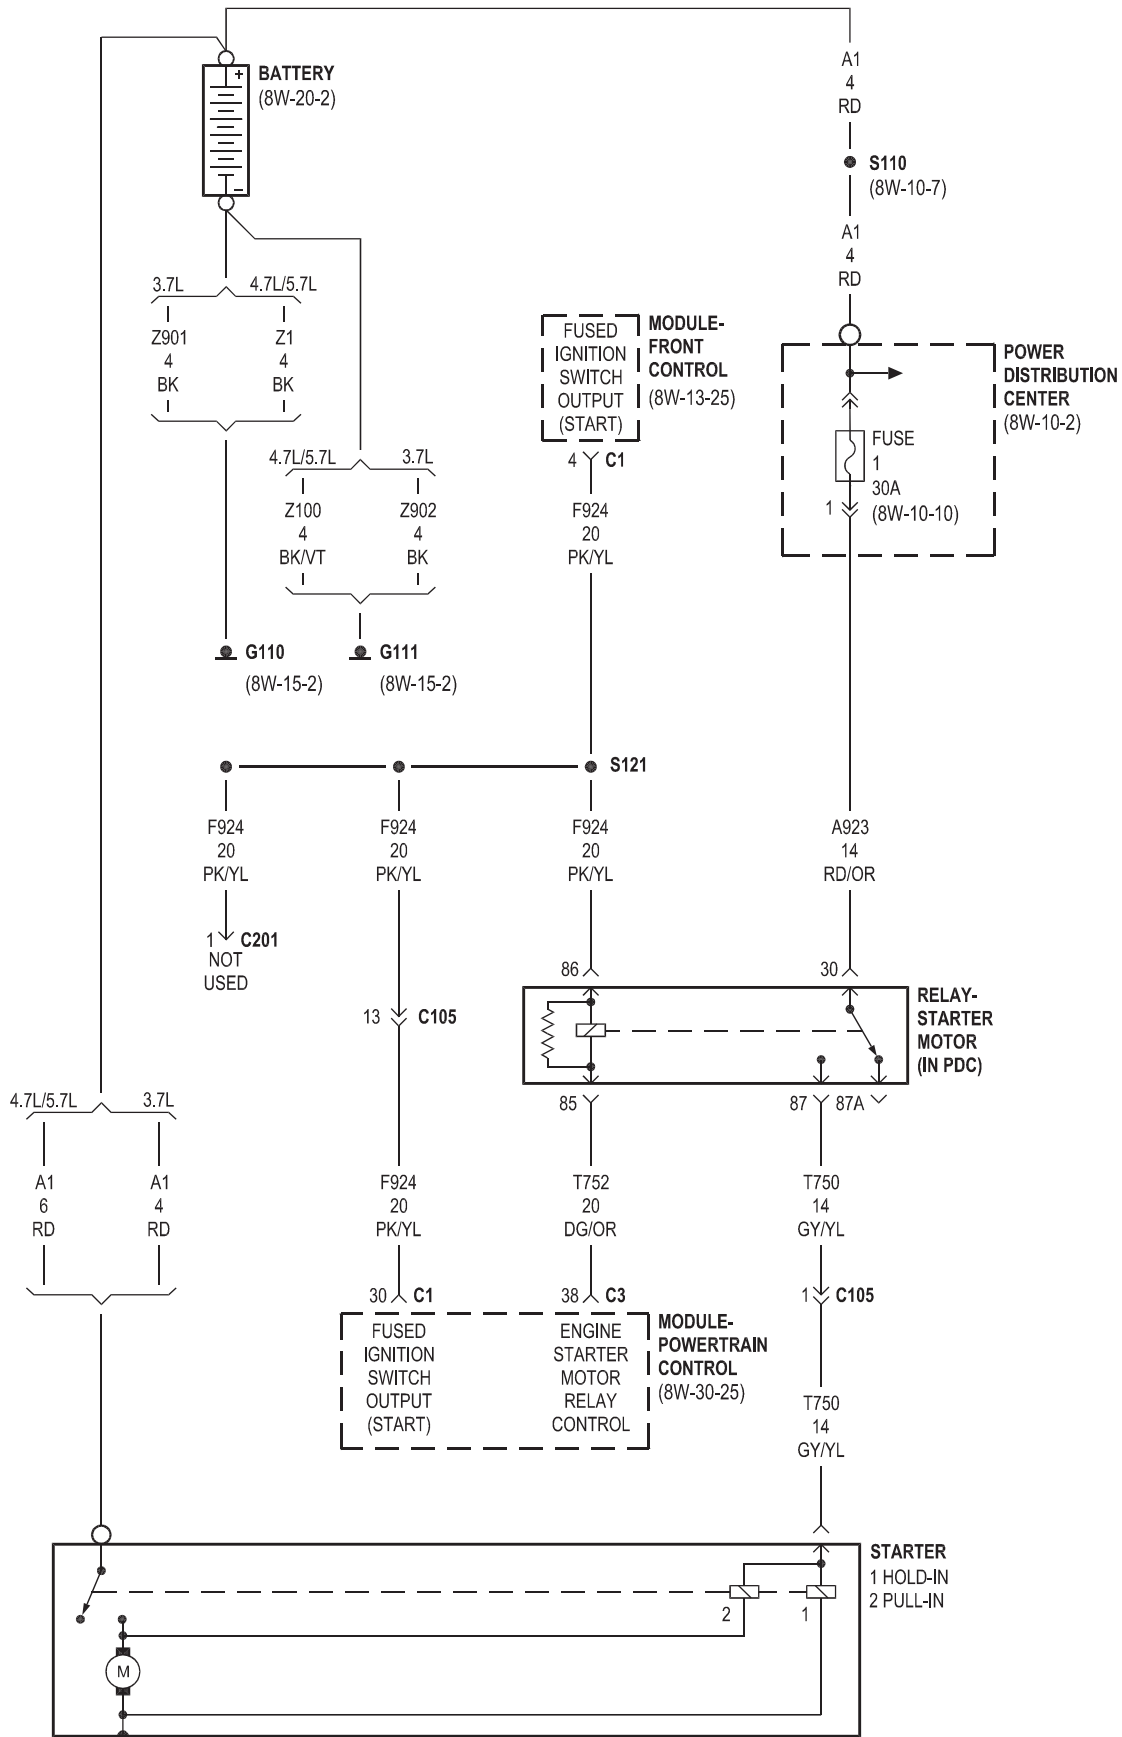 A1
4
RD
BATTERY
(8W-20-2)
+
–
S110
(8W-10-7)
A1
4
RD
3.7L
4.7L/5.7L
Z901
4
BK
Z1
4
BK
FUSED
IGNITION
SWITCH
OUTPUT
(START)
MODULE-
FRONT
CONTROL
(8W-13-25)
4
C1
POWER
DISTRIBUTION
CENTER
(8W-10-2)
FUSE
1
30A
(8W-10-10)
1
4.7L/5.7L
3.7L
Z100
4
BK/VT
Z902
4
BK
F924
20
PK/YL
G110
(8W-15-2)
G111
(8W-15-2)
S121
F924
20
PK/YL
F924
20
PK/YL
F924
20
PK/YL
A923
14
RD/OR
1
C201
NOT
USED
13
C105
86
30
RELAY-
STARTER
MOTOR
(IN PDC)
85
87
87A
4.7L/5.7L
3.7L
A1
6
RD
A1
4
RD
F924
20
PK/YL
T752
20
DG/OR
T750
14
GY/YL
30
C1
38
C3
1
C105
FUSED
IGNITION
SWITCH
OUTPUT
(START)
ENGINE
STARTER
MOTOR
RELAY
CONTROL
MODULE-
POWERTRAIN
CONTROL
(8W-30-25)
T750
14
GY/YL
STARTER
1 HOLD-IN
2 PULL-IN
2
1
M